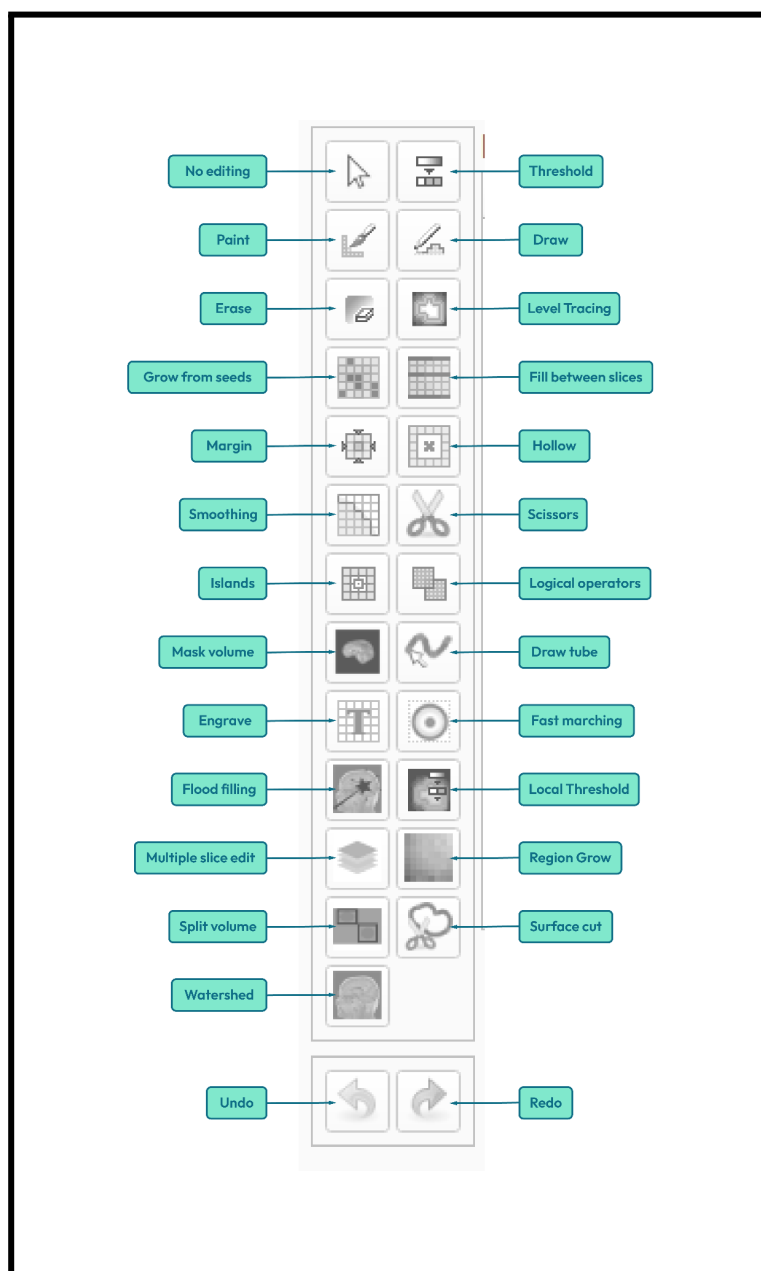 No editing
Threshold
Paint
Draw
Erase
Level Tracing
Grow from seeds
Fill between slices
Margin
Hollow
Smoothing
Scissors
Islands
Logical operators
Mask volume
Draw tube
Engrave
T
Fast marching
Flood filling
Local Threshold
Multiple slice edit
Region Grow
Split volume
Surface cut
Watershed
Undo
Redo